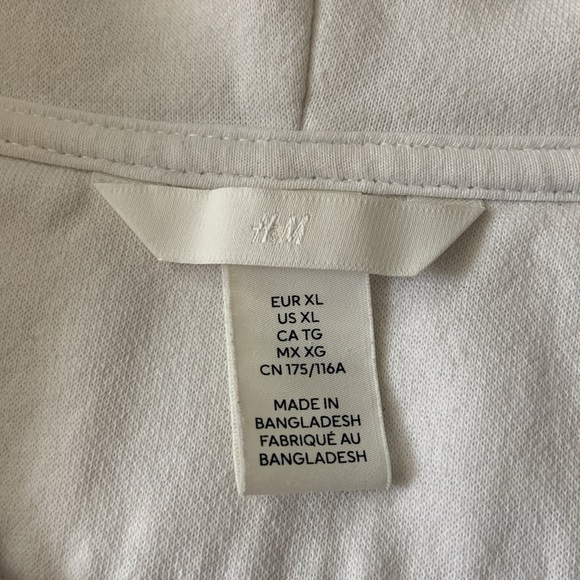 H&M
EUR XL
US XL
CA TG
MX XG
CN 175/116A
MADE IN
BANGLADESH
FABRIQUÉ AU
BANGLADESH